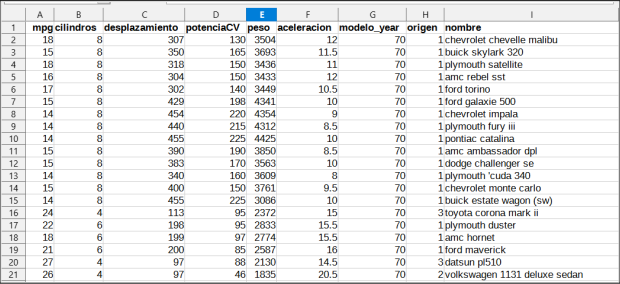 A B C D E F G H I
1 mpg cilindros desplazamiento potenciaCV peso aceleracion modelo_year origen nombre
2 18 8 307 130 3504 12 70 1 chevrolet chevelle malibu
3 15 8 350 165 3693 11.5 70 1 buick skylark 320
4 18 8 318 150 3436 11 70 1 plymouth satellite
5 16 8 304 150 3433 12 70 1 amc rebel sst
6 17 8 302 140 3449 10.5 70 1 ford torino
7 15 8 429 198 4341 10 70 1 ford galaxie 500
8 14 8 454 220 4354 9 70 1 chevrolet impala
9 14 8 440 215 4312 8.5 70 1 plymouth fury iii
10 14 8 455 225 4425 10 70 1 pontiac catalina
11 15 8 390 190 3850 8.5 70 1 amc ambassador dpl
12 15 8 383 170 3563 10 70 1 dodge challenger se
13 14 8 340 160 3609 8 70 1 plymouth 'cuda 340
14 15 8 400 150 3761 9.5 70 1 chevrolet monte carlo
15 14 8 455 225 3086 10 70 1 buick estate wagon (sw)
16 24 4 113 95 2372 15 70 3 toyota corona mark ii
17 22 6 198 95 2833 15.5 70 1 plymouth duster
18 18 6 199 97 2774 15.5 70 1 amc hornet
19 21 6 200 85 2587 16 70 1 ford maverick
20 27 4 97 88 2130 14.5 70 3 datsun pl510
21 26 4 97 46 1835 20.5 70 2 volkswagen 1131 deluxe sedan